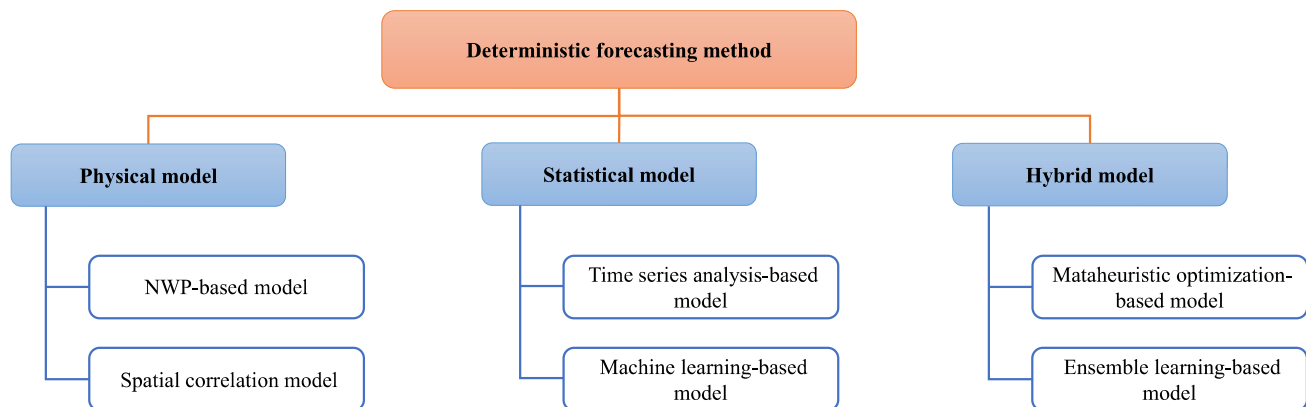 Deterministic forecasting method
Physical model
Statistical model
Hybrid model
NWP-based model
Time series analysis-based
model
Mataheuristic optimization-
based model
Spatial correlation model
Machine learning-based
model
Ensemble learning-based
model